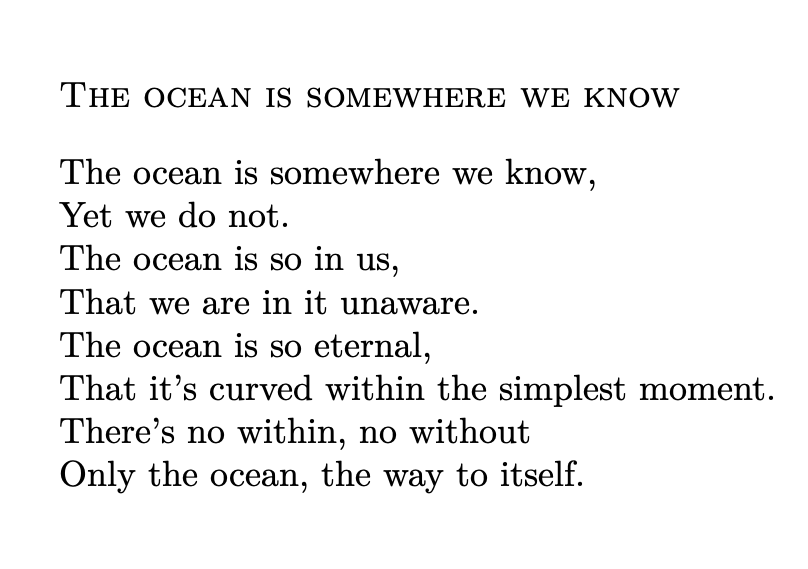 The ocean is somewhere we know
The ocean is somewhere we know,
Yet we do not.
The ocean is so in us,
That we are in it unaware.
The ocean is so eternal,
That it’s curved within the simplest moment.
There’s no within, no without
Only the ocean, the way to itself.